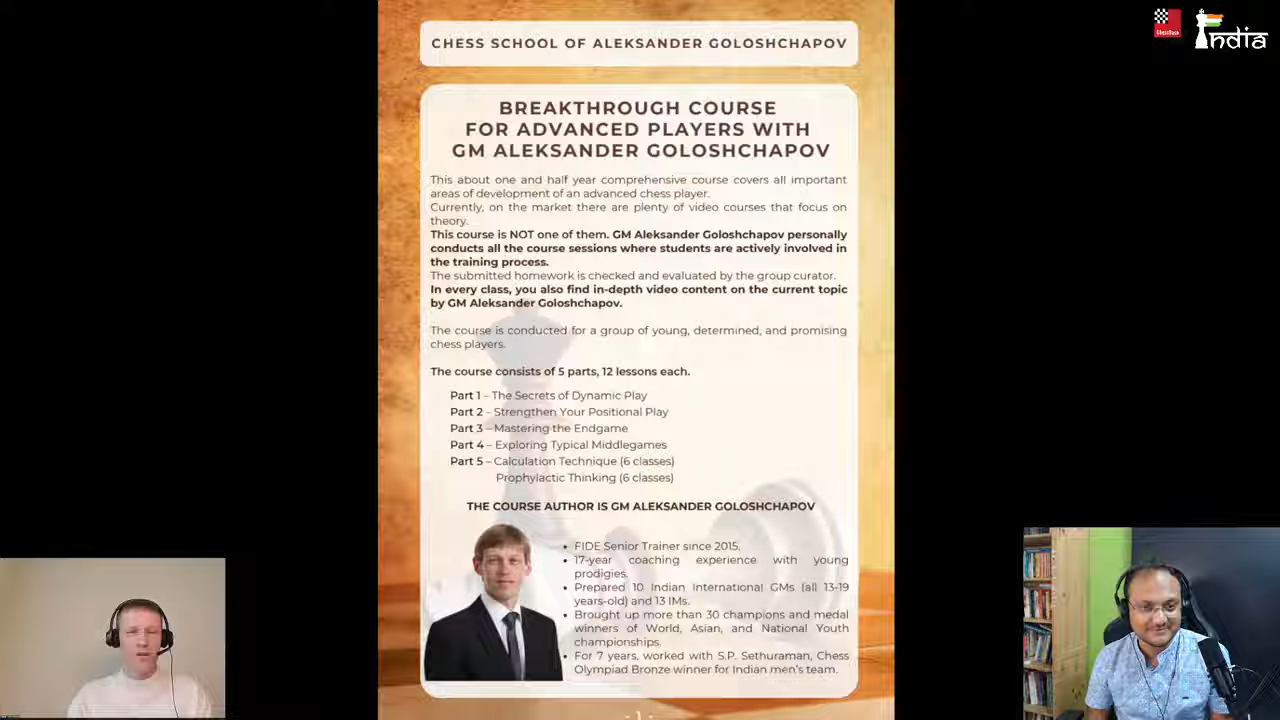 CHESS SCHOOL OF ALEKSANDER GOLOSHCHAPOV
BREAKTHROUGH COURSE
FOR ADVANCED PLAYERS WITH
GM ALEKSANDER GOLOSHCHAPOV
This about one and half year comprehensive course covers all important
areas of development of an advanced chess player.
Currently, on the market there are plenty of video courses that focus on
theory.
This course is NOT one of them. GM Aleksander Goloshchapov personally
conducts all the course sessions where students are actively involved in
the training process.
The submitted homework is checked and evaluated by the group curator.
In every class, you also find in-depth video content on the current topic
by GM Aleksander Goloshchapov.
The course is conducted for a group of young, determined, and promising
chess players.
The course consists of 5 parts, 12 lessons each.
Part 1 – The Secrets of Dynamic Play
Part 2 – Strengthen Your Positional Play
Part 3 – Mastering the Endgame
Part 4 – Exploring Typical Middlegames
Part 5 – Calculation Technique (6 classes)
Prophylactic Thinking (6 classes)
THE COURSE AUTHOR IS GM ALEKSANDER GOLOSHCHAPOV
• FIDE Senior Trainer since 2015.
• 17-year coaching experience with young
prodigies.
• Prepared 10 Indian International GMs (all 13-19
years-old) and 13 IMs.
• Brought up more than 30 champions and medal
winners of World, Asian, and National Youth
championships.
• For 7 years, worked with S.P. Sethuraman, Chess
Olympiad Bronze winner for Indian men's team.
ChessBase
India